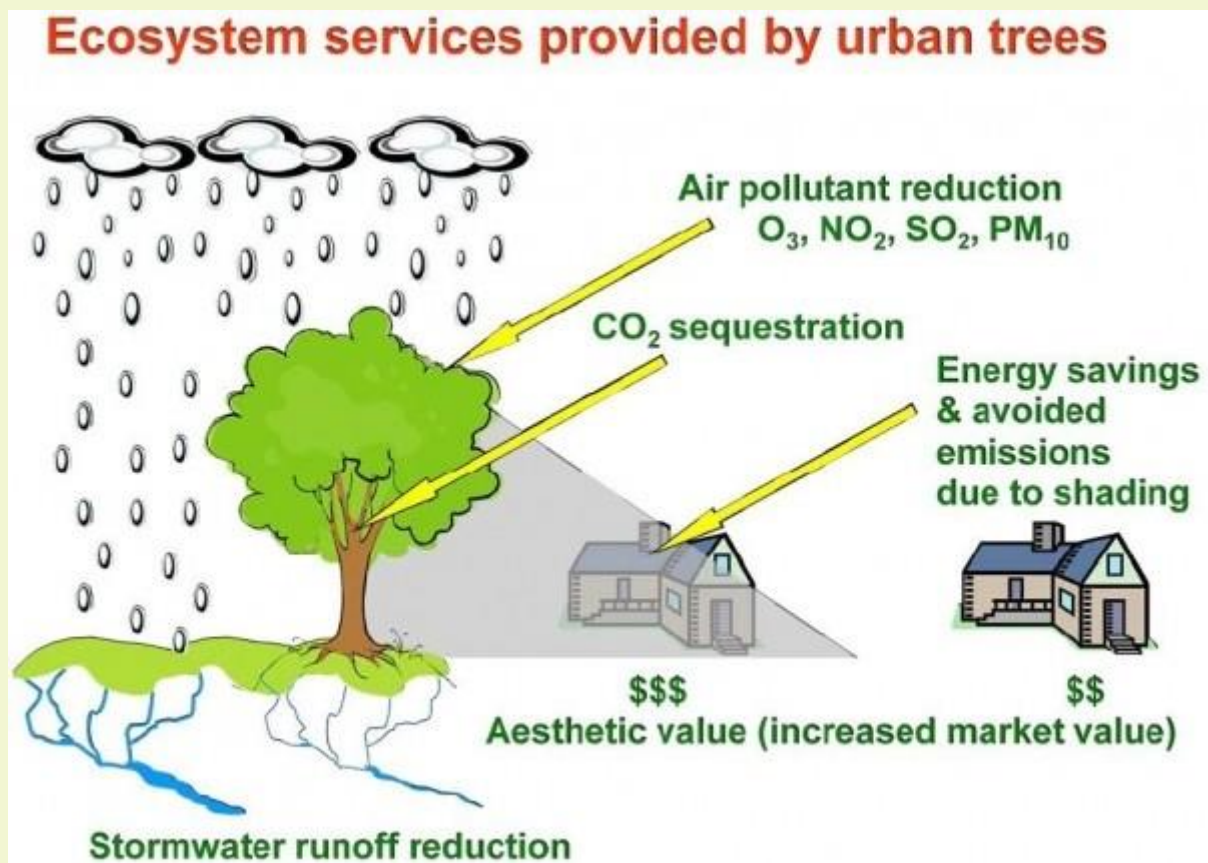 Ecosystem services provided by urban trees
Air pollutant reduction
O₃, NO₂, SO₂, PM₁₀
CO₂ sequestration
Energy savings
& avoided
emissions
due to shading
$$$
$$
Aesthetic value (increased market value)
Stormwater runoff reduction